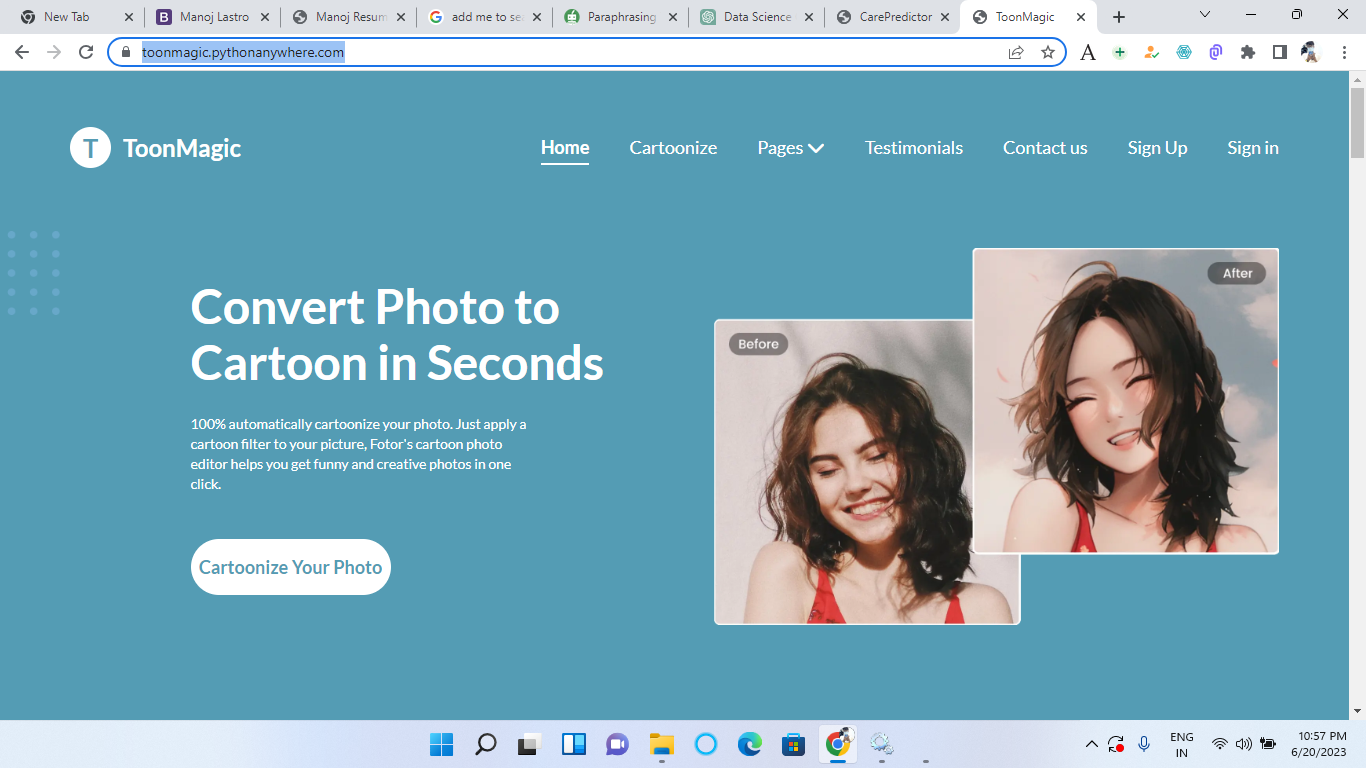 New Tab
Manoj Lastro
Manoj Resum
add me to se
Paraphrasing
Data Science
CarePredictor
ToonMagic
toonmagic.pythonanywhere.com
T ToonMagic
Home
Cartoonize
Pages
Testimonials
Contact us
Sign Up
Sign in
Convert Photo to
Cartoon in Seconds
100% automatically cartoonize your photo. Just apply a
cartoon filter to your picture, Fotor's cartoon photo
editor helps you get funny and creative photos in one
click.
Cartoonize Your Photo
Before
After
ENG
IN
10:57 PM
6/20/2023